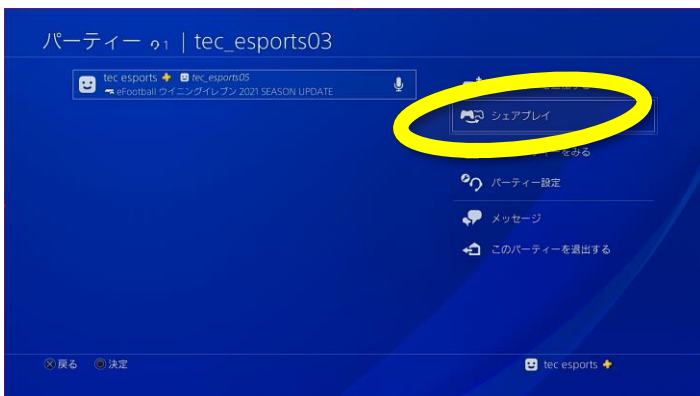 パーティー 1 | tec_esports03
tec esports tec_esports05
eFootball ウイニングイレブン 2021 SEASON UPDATE
シェアプレイ
をみる
パーティー設定
メッセージ
このパーティーを退出する
戻る 決定
tec esports